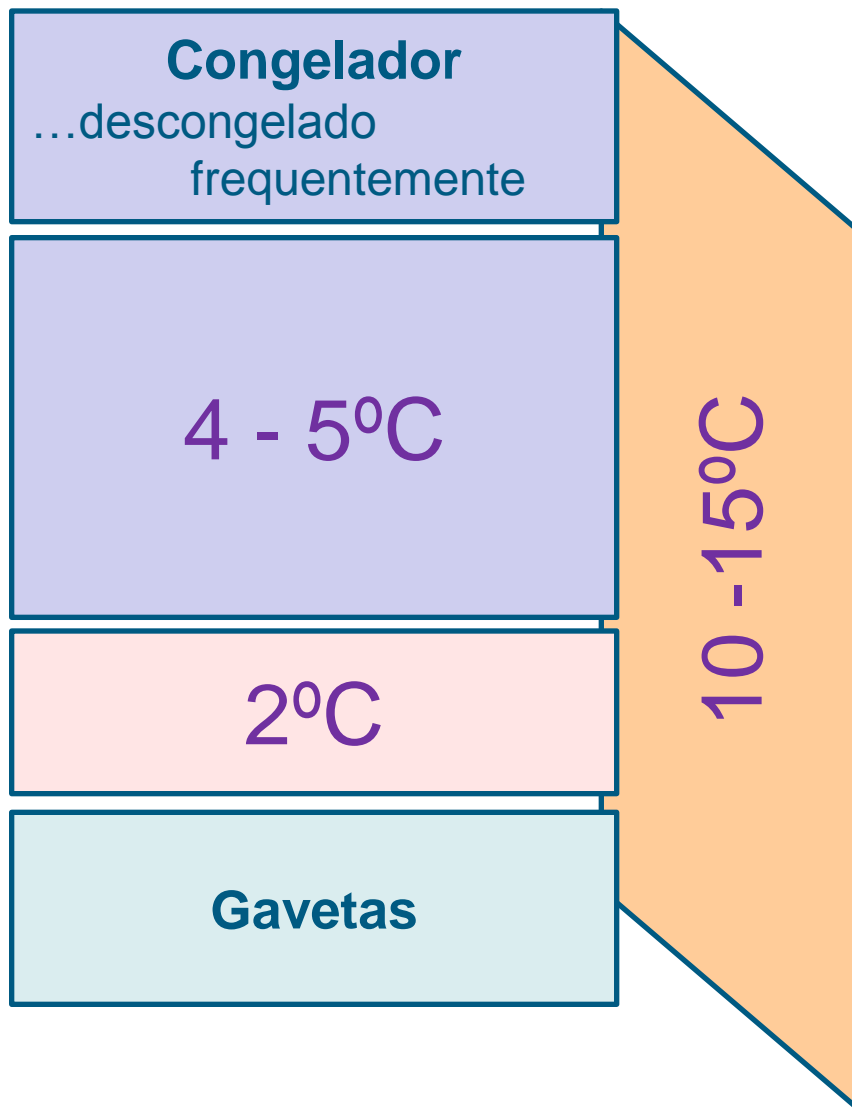 Congelador
…descongelado
frequentemente
4 - 5ºC
2ºC
Gavetas
10 -15ºC